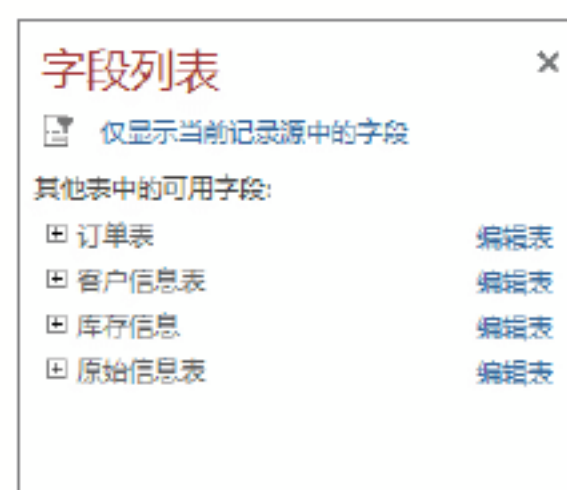 字段列表
仅显示当前记录源中的字段
其他表中的可用字段:
订单表 编辑表
客户信息表 编辑表
库存信息 编辑表
原始信息表 编辑表